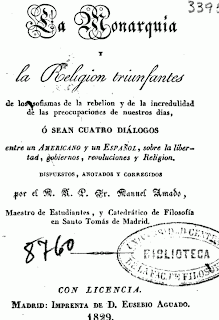 339
La Monarquía
Y
la Religion triunfantes
de los sofismas de la rebelion y de la incredulidad
de las preocupaciones de nuestros dias,
Ó SEAN CUATRO DIÁLOGOS
entre un AMERICANO y un ESPAÑOL, sobre la liber-
tad, gobiernos, revoluciones y Religion,
DISPUESTOS, ANOTADOS Y CORREGIDOS
por el M. R. P. Fr. Manuel Amado,
Maestro de Estudiantes, y Catedrático de Filosofía
en Santo Tomás de Madrid.
8760
BIBLIOTECA
CON LICENCIA.
MADRID: IMPRENTA DE D. EUSEBIO AGUADO.
1829.